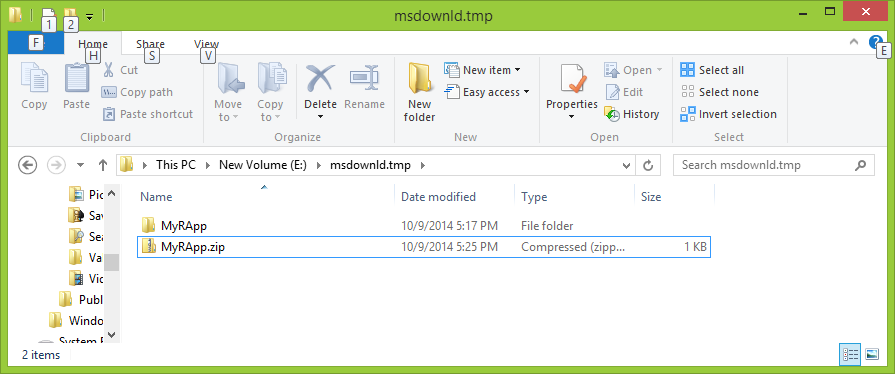 msdownld.tmp
1 2
F Home Share View E
H S V
Copy Paste Cut Copy path Paste shortcut
Clipboard
Move to Copy to Delete Rename
Organize
New folder New item Easy access
New
Properties Open Edit History
Open
Select all Select none Invert selection
Select
This PC New Volume (E:) msdownld.tmp Search msdownld.tmp
Name Date modified Type Size
MyRApp 10/9/2014 5:17 PM File folder
MyRApp.zip 10/9/2014 5:25 PM Compressed (zipp... 1 KB
Pic
Sav
Sea
Va
Vic
Publ
Windo
System F
2 items